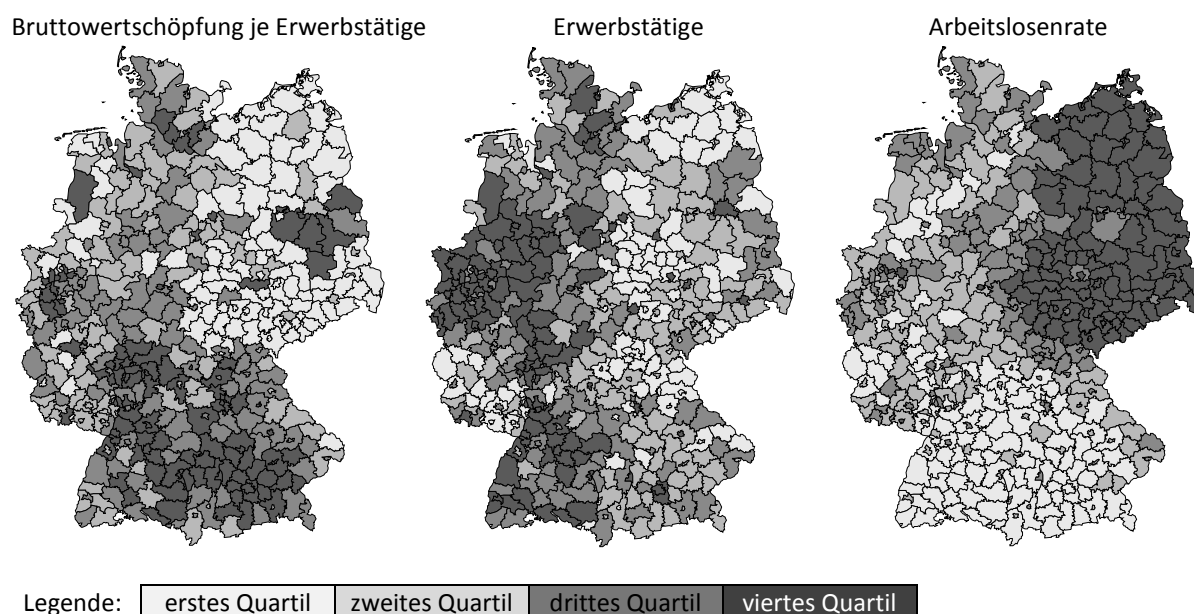 Bruttowertschöpfung je Erwerbstätige Erwerbstätige Arbeitslosenrate
Legende: erstes Quartil zweites Quartil drittes Quartil viertes Quartil